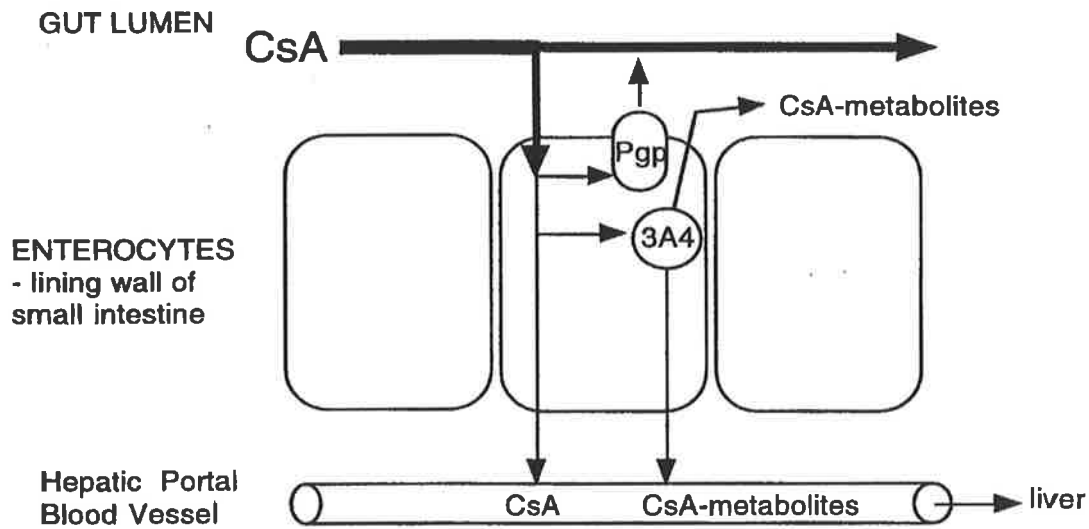 GUT LUMEN
CsA
CsA-metabolites
Pgp
3A4
ENTEROCYTES
- lining wall of
small intestine
Hepatic Portal
Blood Vessel
CsA
CsA-metabolites
liver